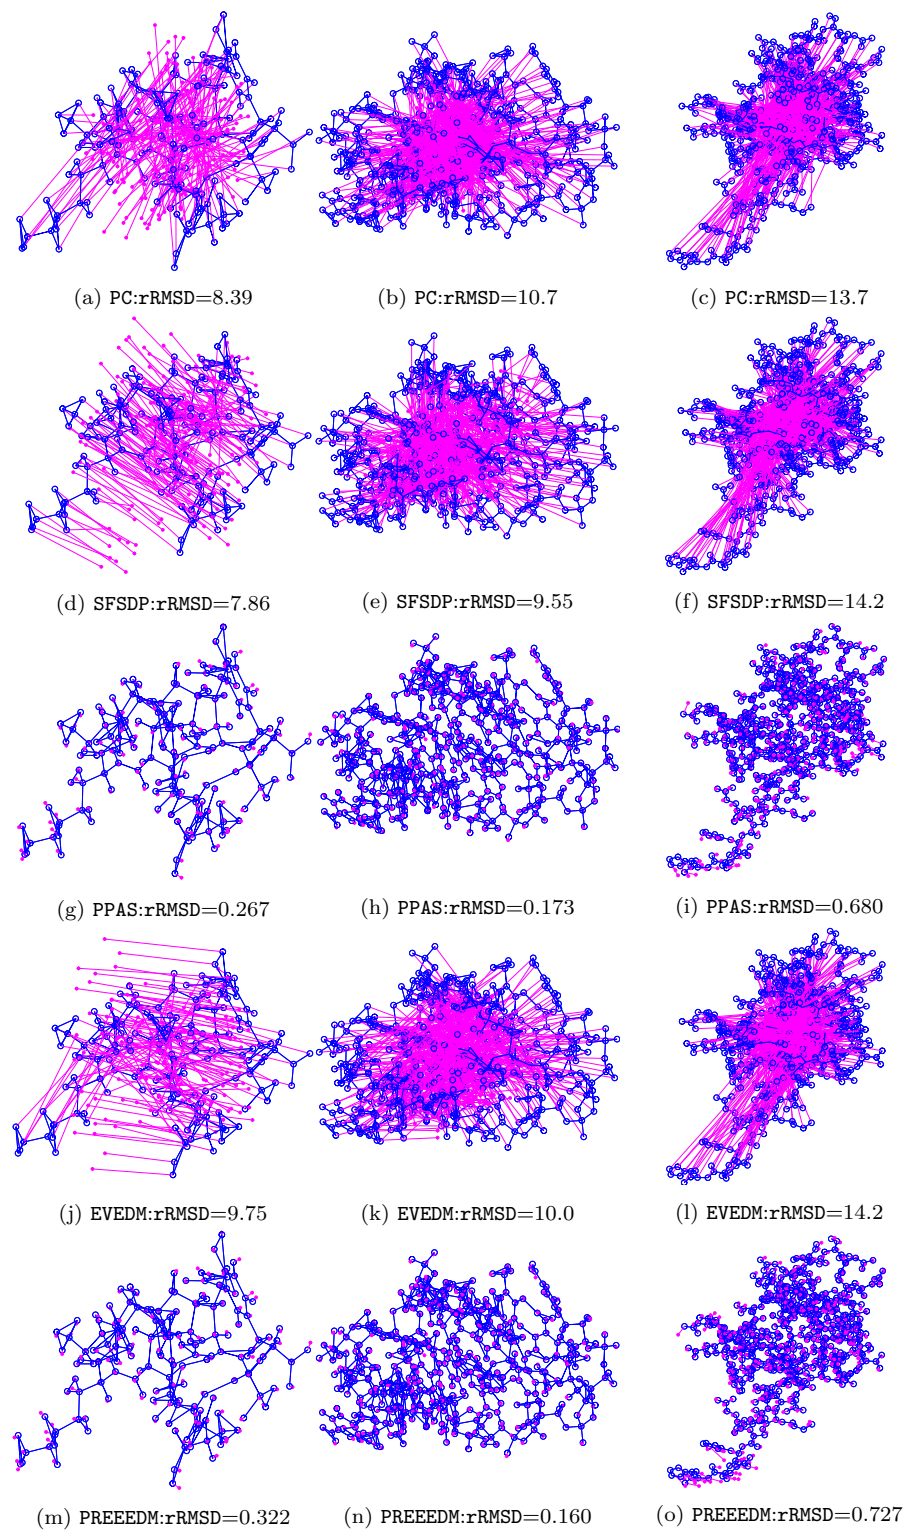 (a) PC:rRMSD=8.39
(b) PC:rRMSD=10.7
(c) PC:rRMSD=13.7
(d) SFSDP:rRMSD=7.86
(e) SFSDP:rRMSD=9.55
(f) SFSDP:rRMSD=14.2
(g) PPAS:rRMSD=0.267
(h) PPAS:rRMSD=0.173
(i) PPAS:rRMSD=0.680
(j) EVEDM:rRMSD=9.75
(k) EVEDM:rRMSD=10.0
(l) EVEDM:rRMSD=14.2
(m) PREEEDM:rRMSD=0.322
(n) PREEEDM:rRMSD=0.160
(o) PREEEDM:rRMSD=0.727